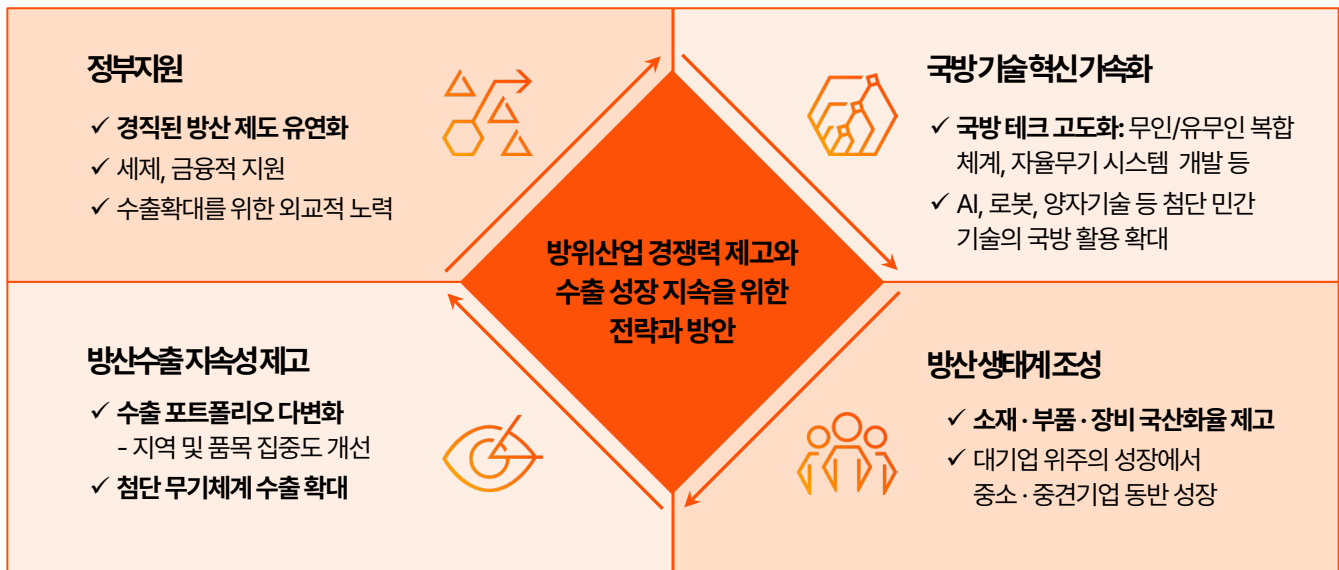 정부지원
✓ 경직된 방산 제도 유연화
✓ 세제, 금융적 지원
✓ 수출확대를 위한 외교적 노력
국방 기술 혁신 가속화
✓ 국방 테크 고도화: 무인/유무인 복합
체계, 자율무기 시스템 개발 등
✓ AI, 로봇, 양자기술 등 첨단 민간
기술의 국방 활용 확대
방위산업 경쟁력 제고와
수출 성장 지속을 위한
전략과 방안
방산수출 지속성 제고
✓ 수출 포트폴리오 다변화
- 지역 및 품목 집중도 개선
✓ 첨단 무기체계 수출 확대
방산 생태계 조성
✓ 소재 · 부품 · 장비 국산화율 제고
✓ 대기업 위주의 성장에서
중소 · 중견기업 동반 성장